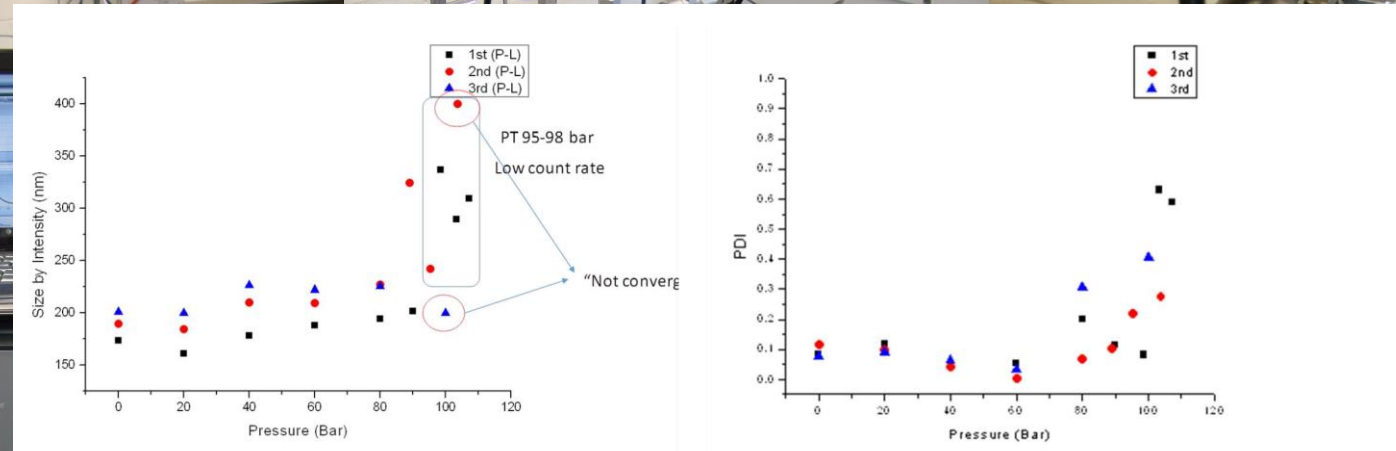 1st (P-L)
2nd (P-L)
3rd (P-L)
400
350
300
250
200
150
0
20
40
60
80
100
120
Size by Intensity (nm)
Pressure (Bar)
PT 95-98 bar
Low count rate
“Not converg
1st
2nd
3rd
1.0
0.9
0.8
0.7
0.6
0.5
0.4
0.3
0.2
0.1
0.0
0
20
40
60
80
100
120
PDI
Pressure (Bar)